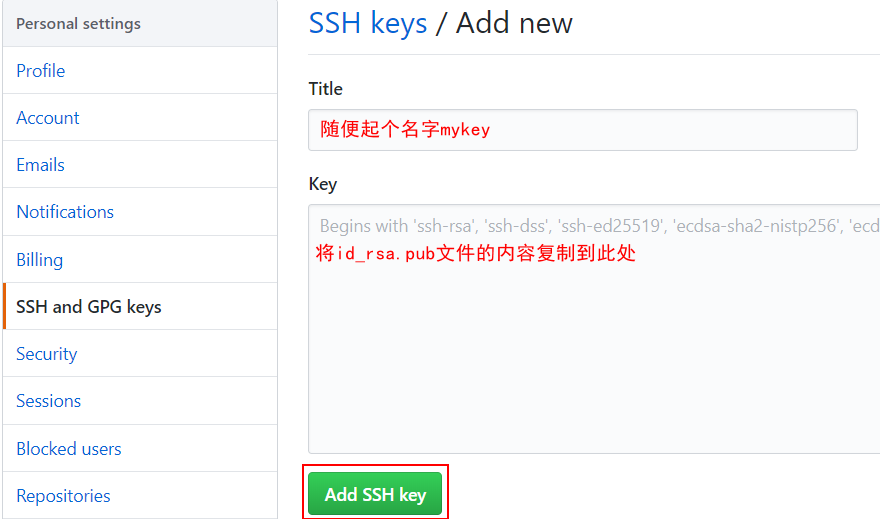 Personal settings
Profile
Account
Emails
Notifications
Billing
SSH and GPG keys
Security
Sessions
Blocked users
Repositories
SSH keys / Add new
Title
随便起个名字mykey
Key
Begins with 'ssh-rsa', 'ssh-dss', 'ssh-ed25519', 'ecdsa-sha2-nistp256', 'ecd
将id_rsa.pub文件的内容复制到此处
Add SSH key